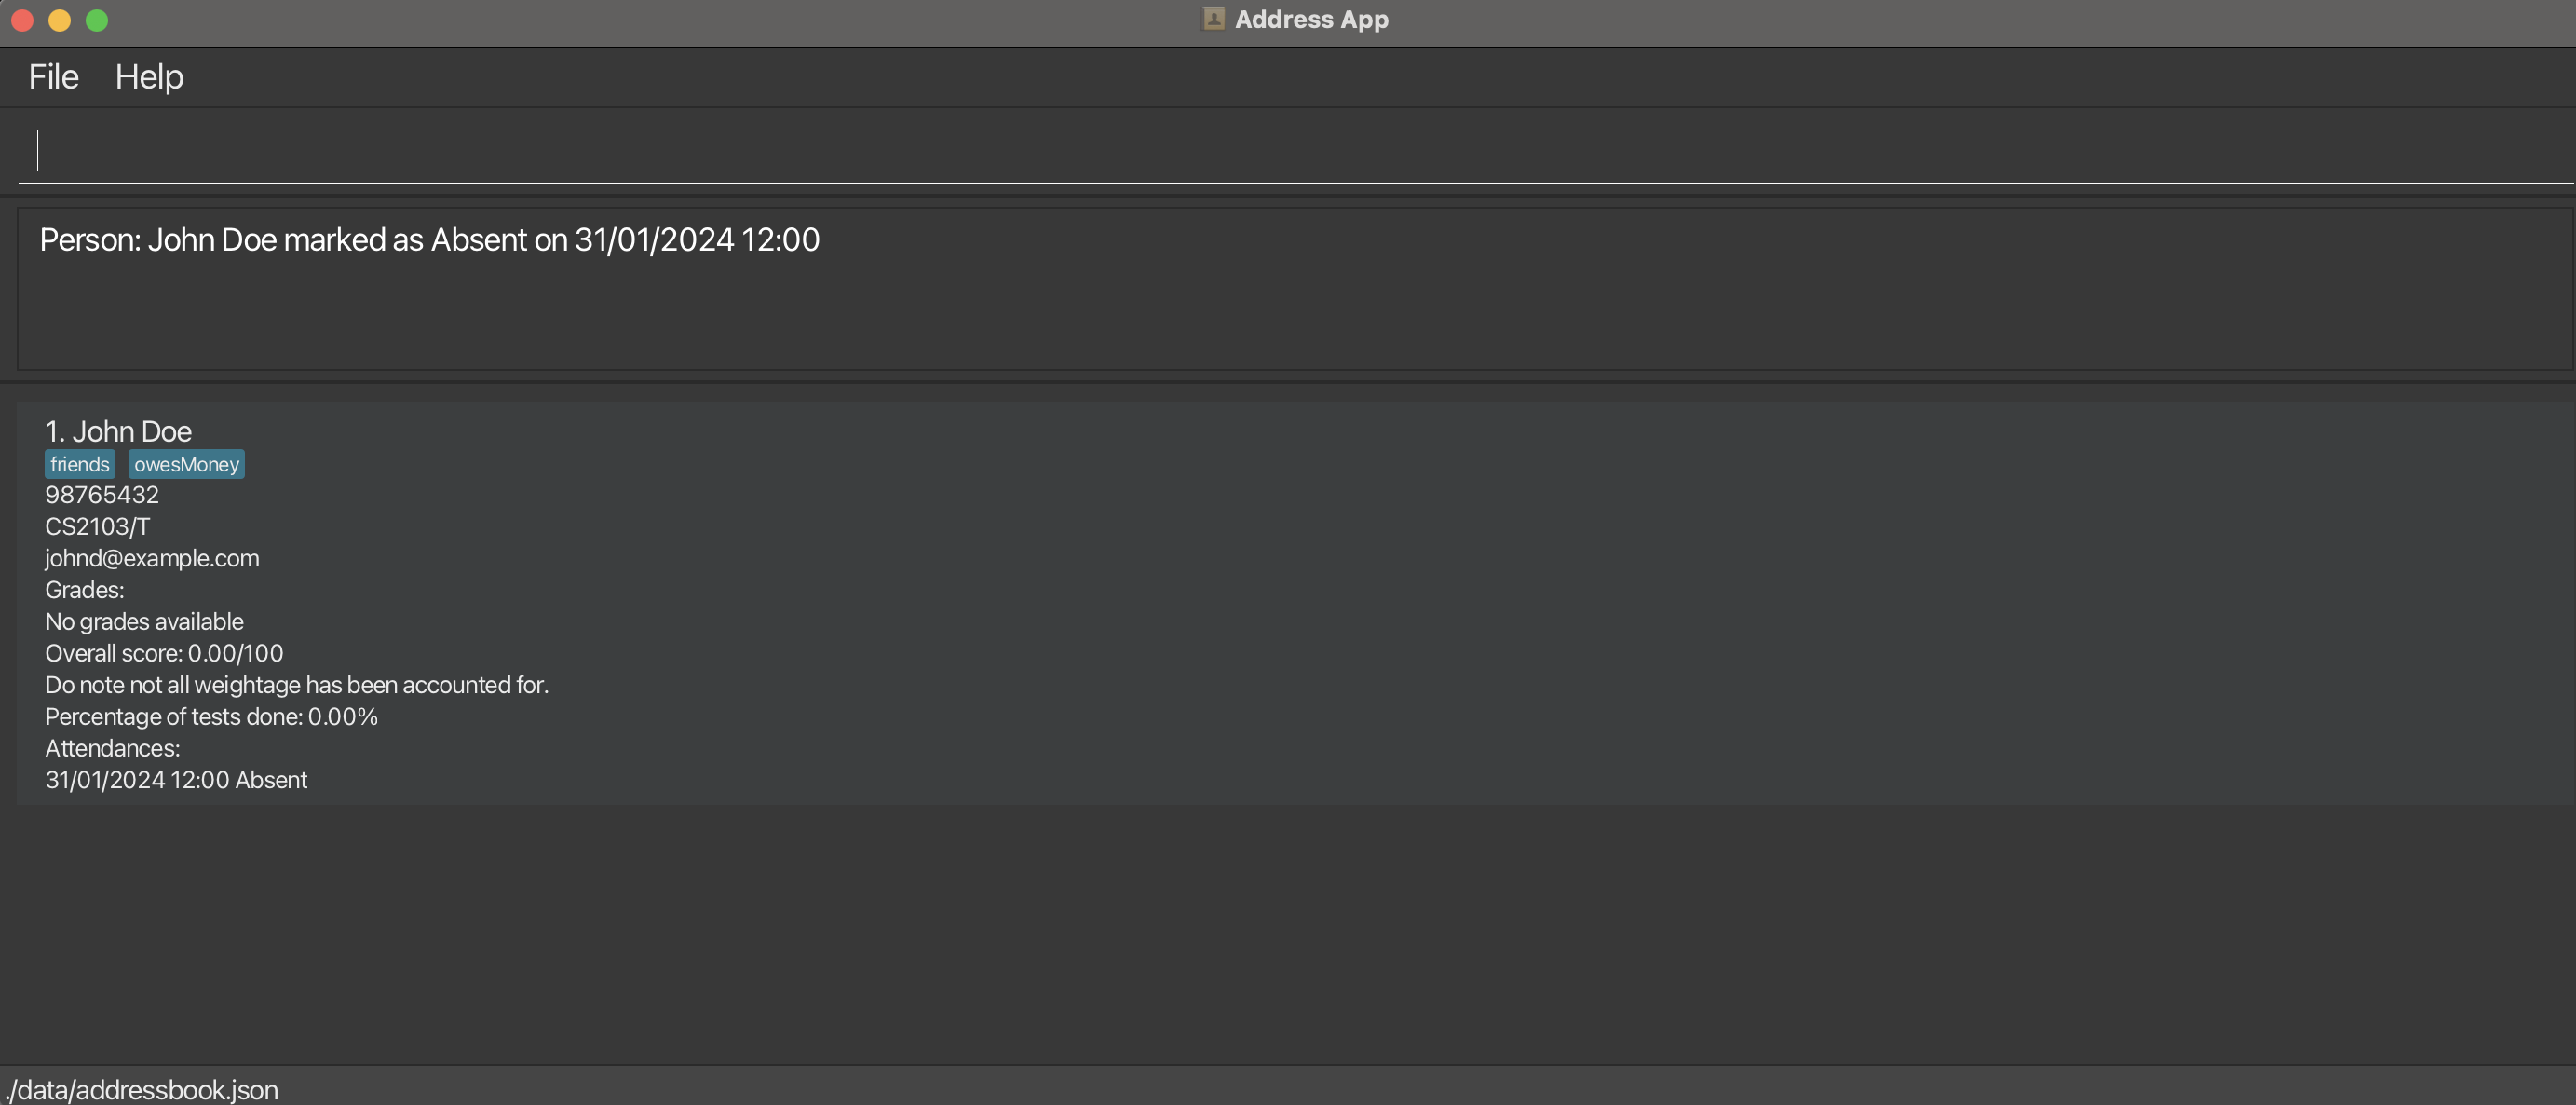 Address App
File Help
Person: John Doe marked as Absent on 31/01/2024 12:00
1. John Doe
friends owesMoney
98765432
CS2103/T
johnd@example.com
Grades:
No grades available
Overall score: 0.00/100
Do note not all weightage has been accounted for.
Percentage of tests done: 0.00%
Attendances:
31/01/2024 12:00 Absent
./data/addressbook.json